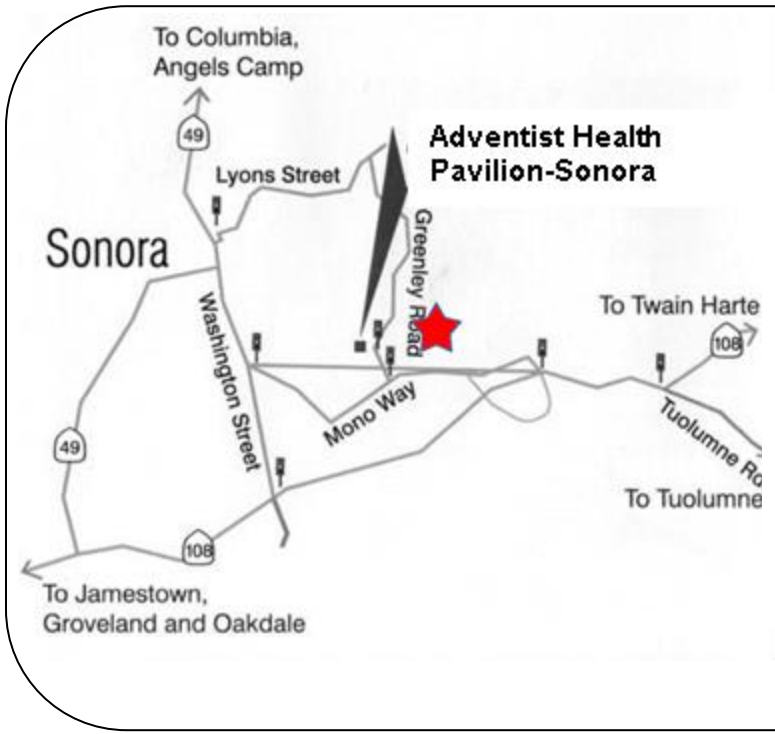 To Columbia,
Angels Camp
49
Adventist Health
Pavilion-Sonora
Lyons Street
Sonora
Greenley Road
To Twain Harte
108
Washington Street
Mono Way
49
Tuolumne Rd
To Tuolumne
108
To Jamestown,
Groveland and Oakdale